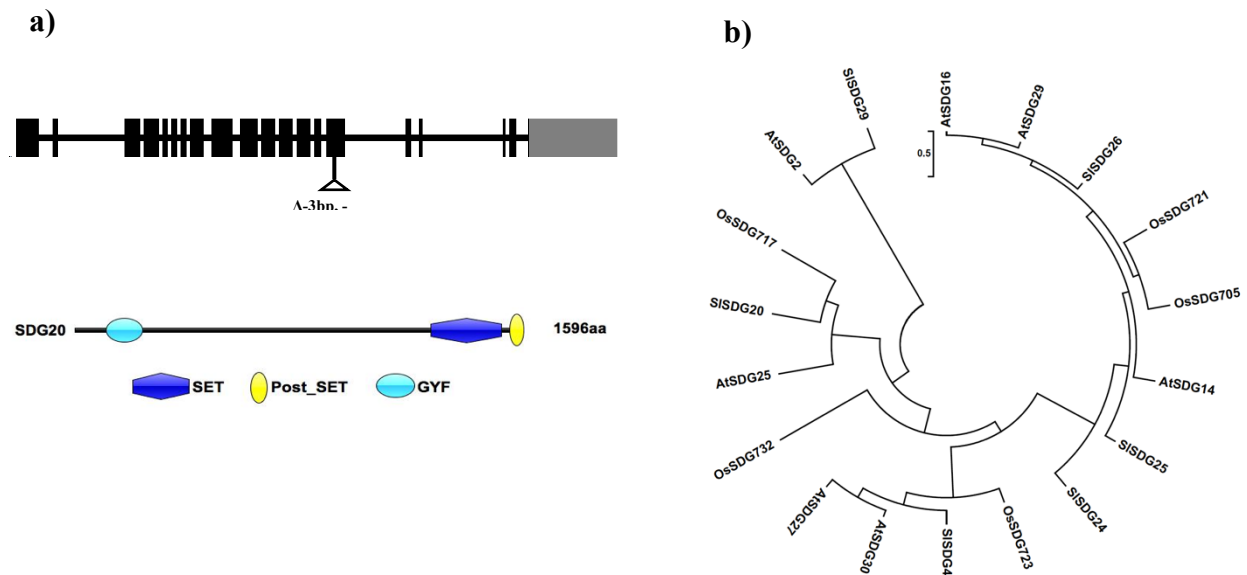 a)
-3bp, -
SDG20
1596aa
SET
Post_SET
GYF
b)
0.5
AtSDG16
AtSDG29
SlSDG26
OsSDG721
OsSDG705
AtSDG14
SlSDG25
SlSDG24
OsSDG723
SlSDG4
AtSDG30
AtSDG27
OsSDG732
AtSDG25
SlSDG20
OsSDG717
AtSDG2
SlSDG29